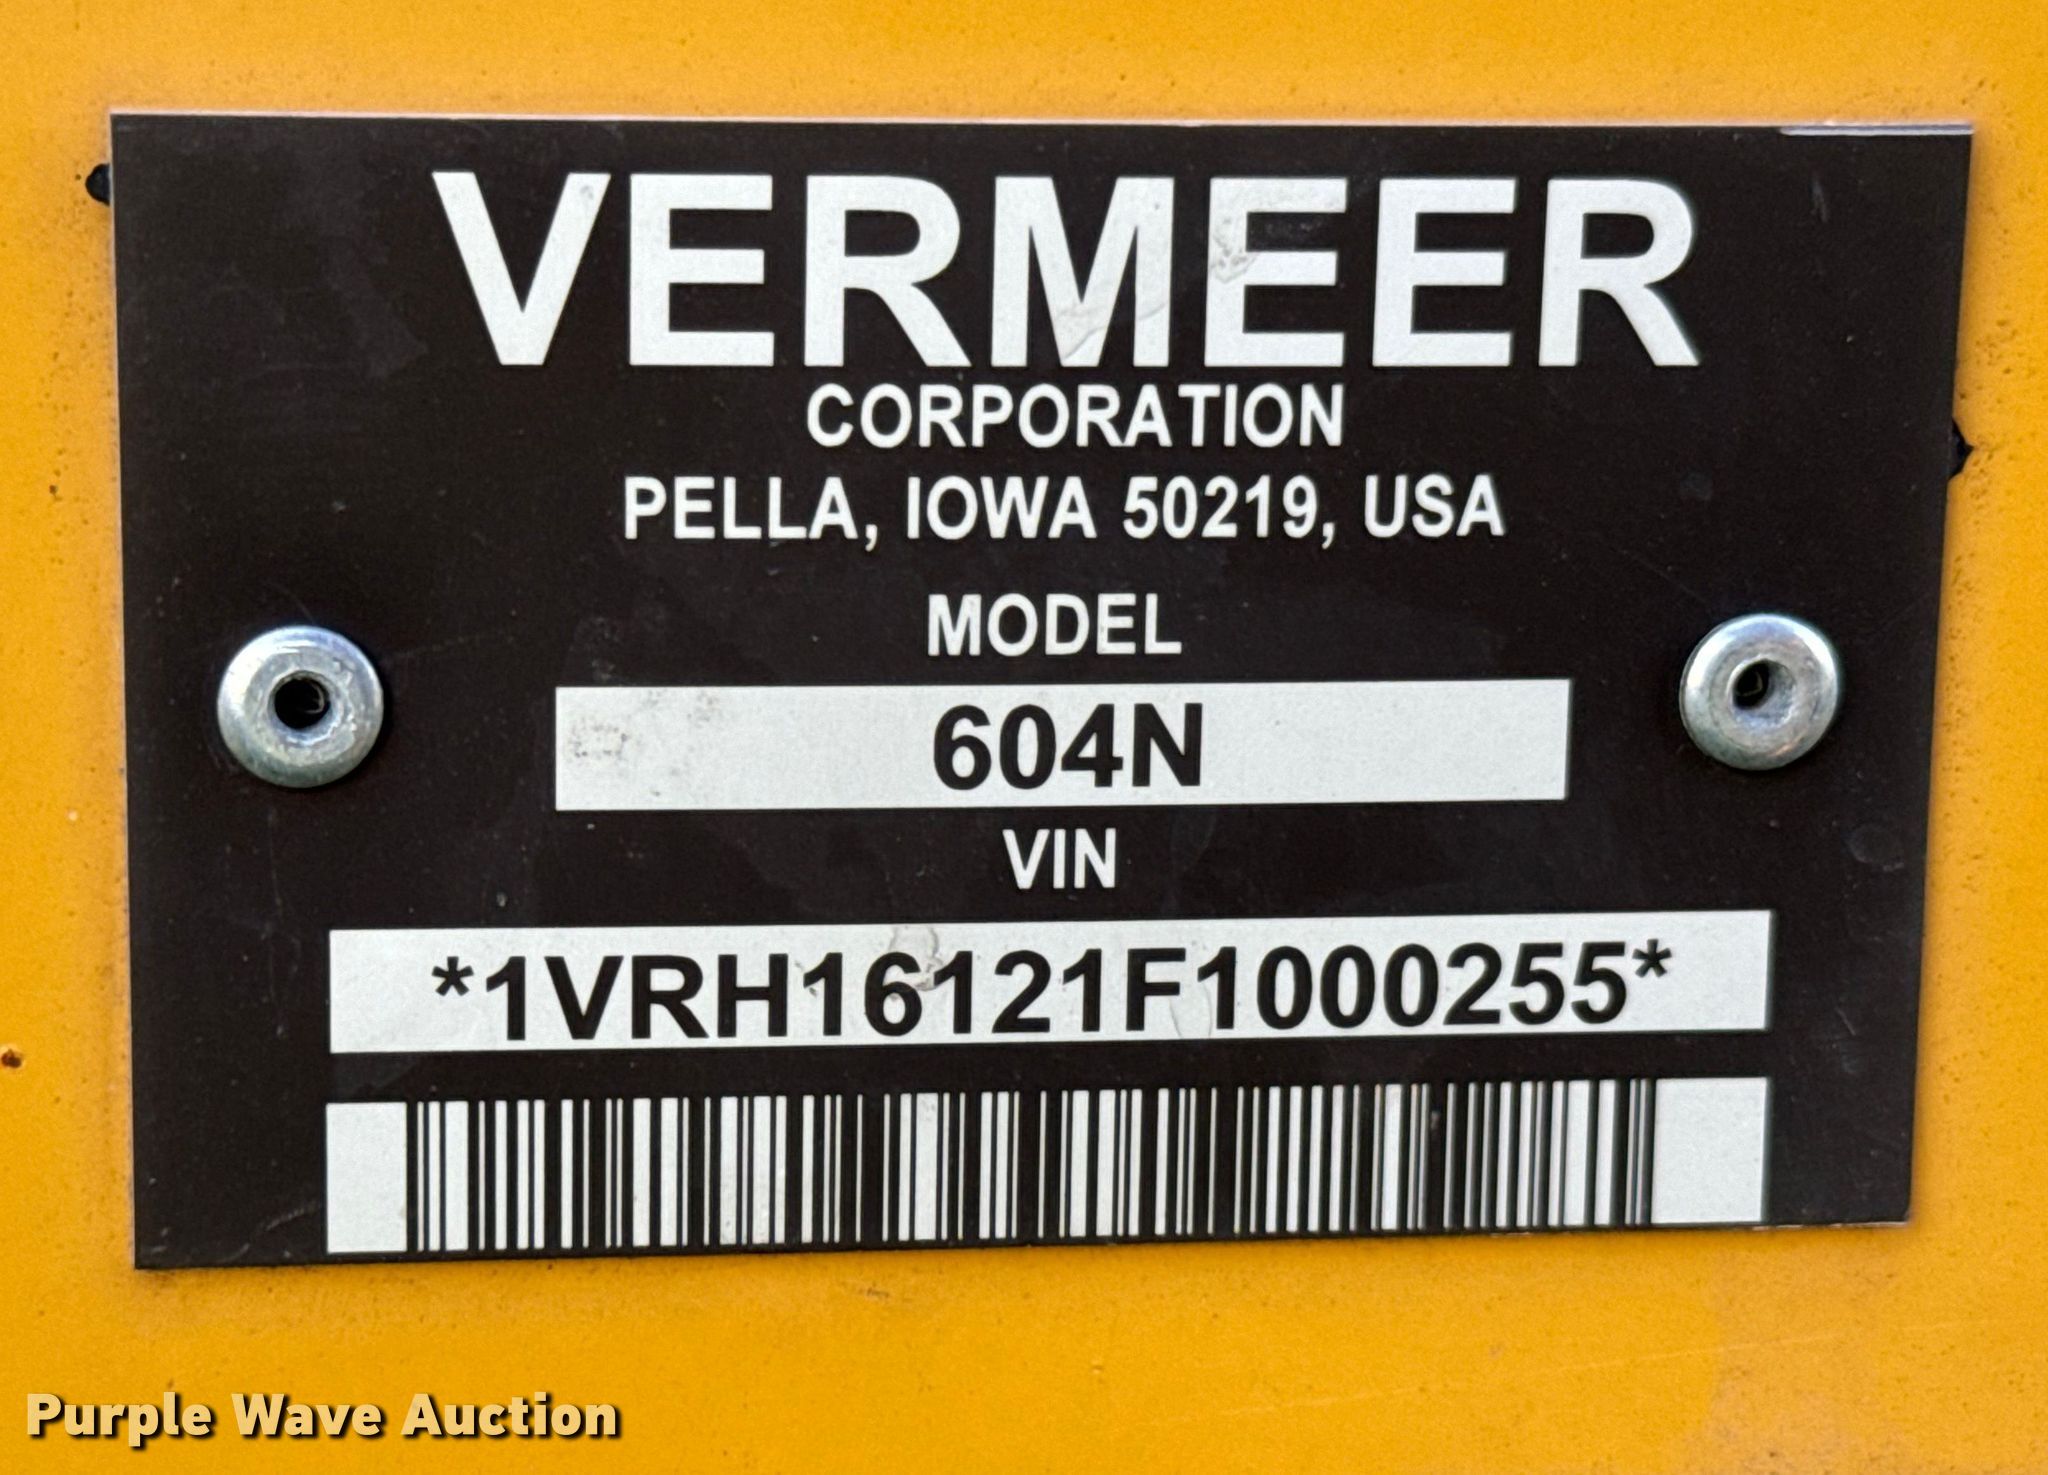 VERMEER
CORPORATION
PELLA, IOWA 50219, USA
MODEL
604N
VIN
*1VRH16121F1000255*
Purple Wave Auction